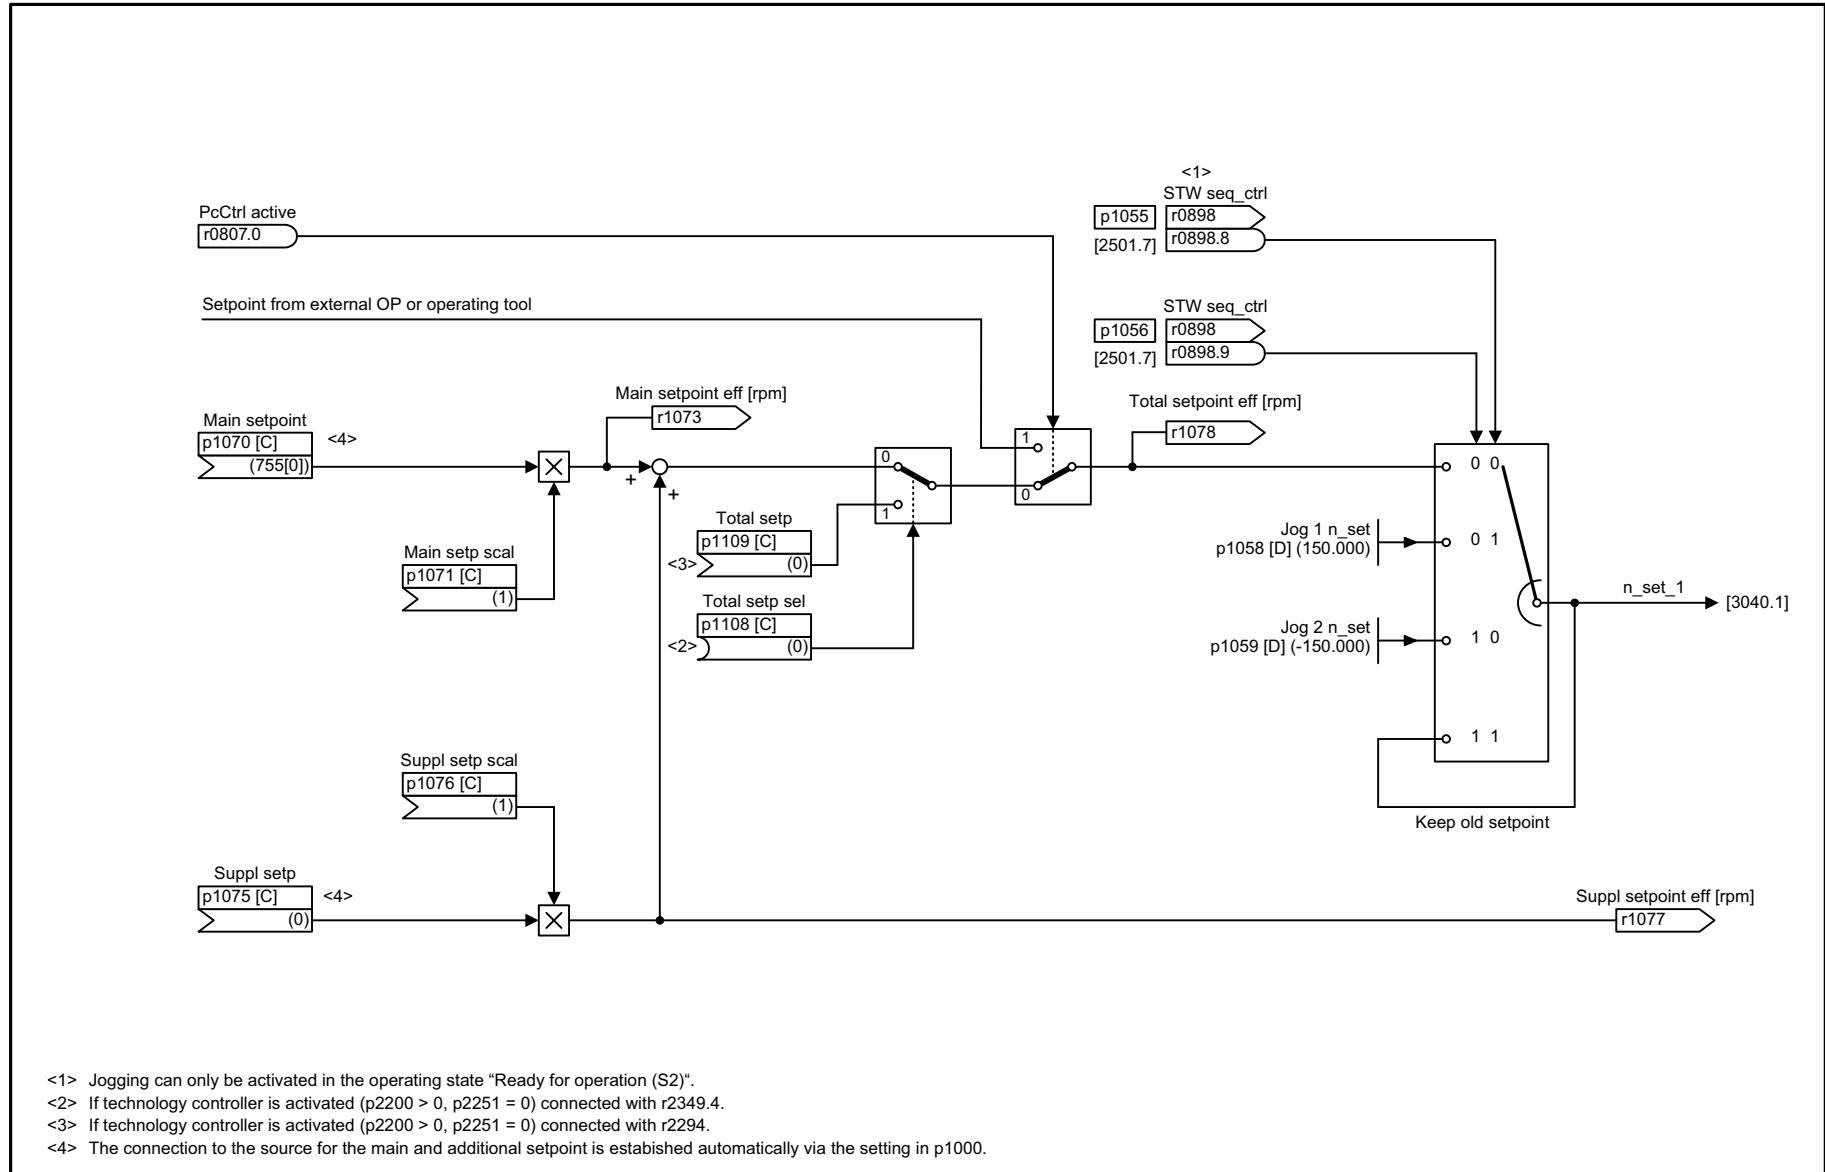 <1>
STW seq_ctrl
p1055 r0898
[2501.7] r0898.8
PcCtrl active
r0807.0
Setpoint from external OP or operating tool
STW seq_ctrl
p1056 r0898
[2501.7] r0898.9
Main setpoint eff [rpm]
r1073
Total setpoint eff [rpm]
r1078
Main setpoint
p1070 [C] <4>
(755[0])
+
+
0
1
1
0
0 0
Total setp
p1109 [C]
<3> (0)
Main setp scal
p1071 [C]
(1)
Total setp sel
p1108 [C]
<2> (0)
Jog 1 n_set
p1058 [D] (150.000)
0 1
n_set_1
[3040.1]
Jog 2 n_set
p1059 [D] (-150.000)
1 0
1 1
Keep old setpoint
Suppl setp scal
p1076 [C]
(1)
Suppl setp
p1075 [C] <4>
(0)
Suppl setpoint eff [rpm]
r1077
<1> Jogging can only be activated in the operating state “Ready for operation (S2)“.
<2> If technology controller is activated (p2200 > 0, p2251 = 0) connected with r2349.4.
<3> If technology controller is activated (p2200 > 0, p2251 = 0) connected with r2294.
<4> The connection to the source for the main and additional setpoint is estabished automatically via the setting in p1000.